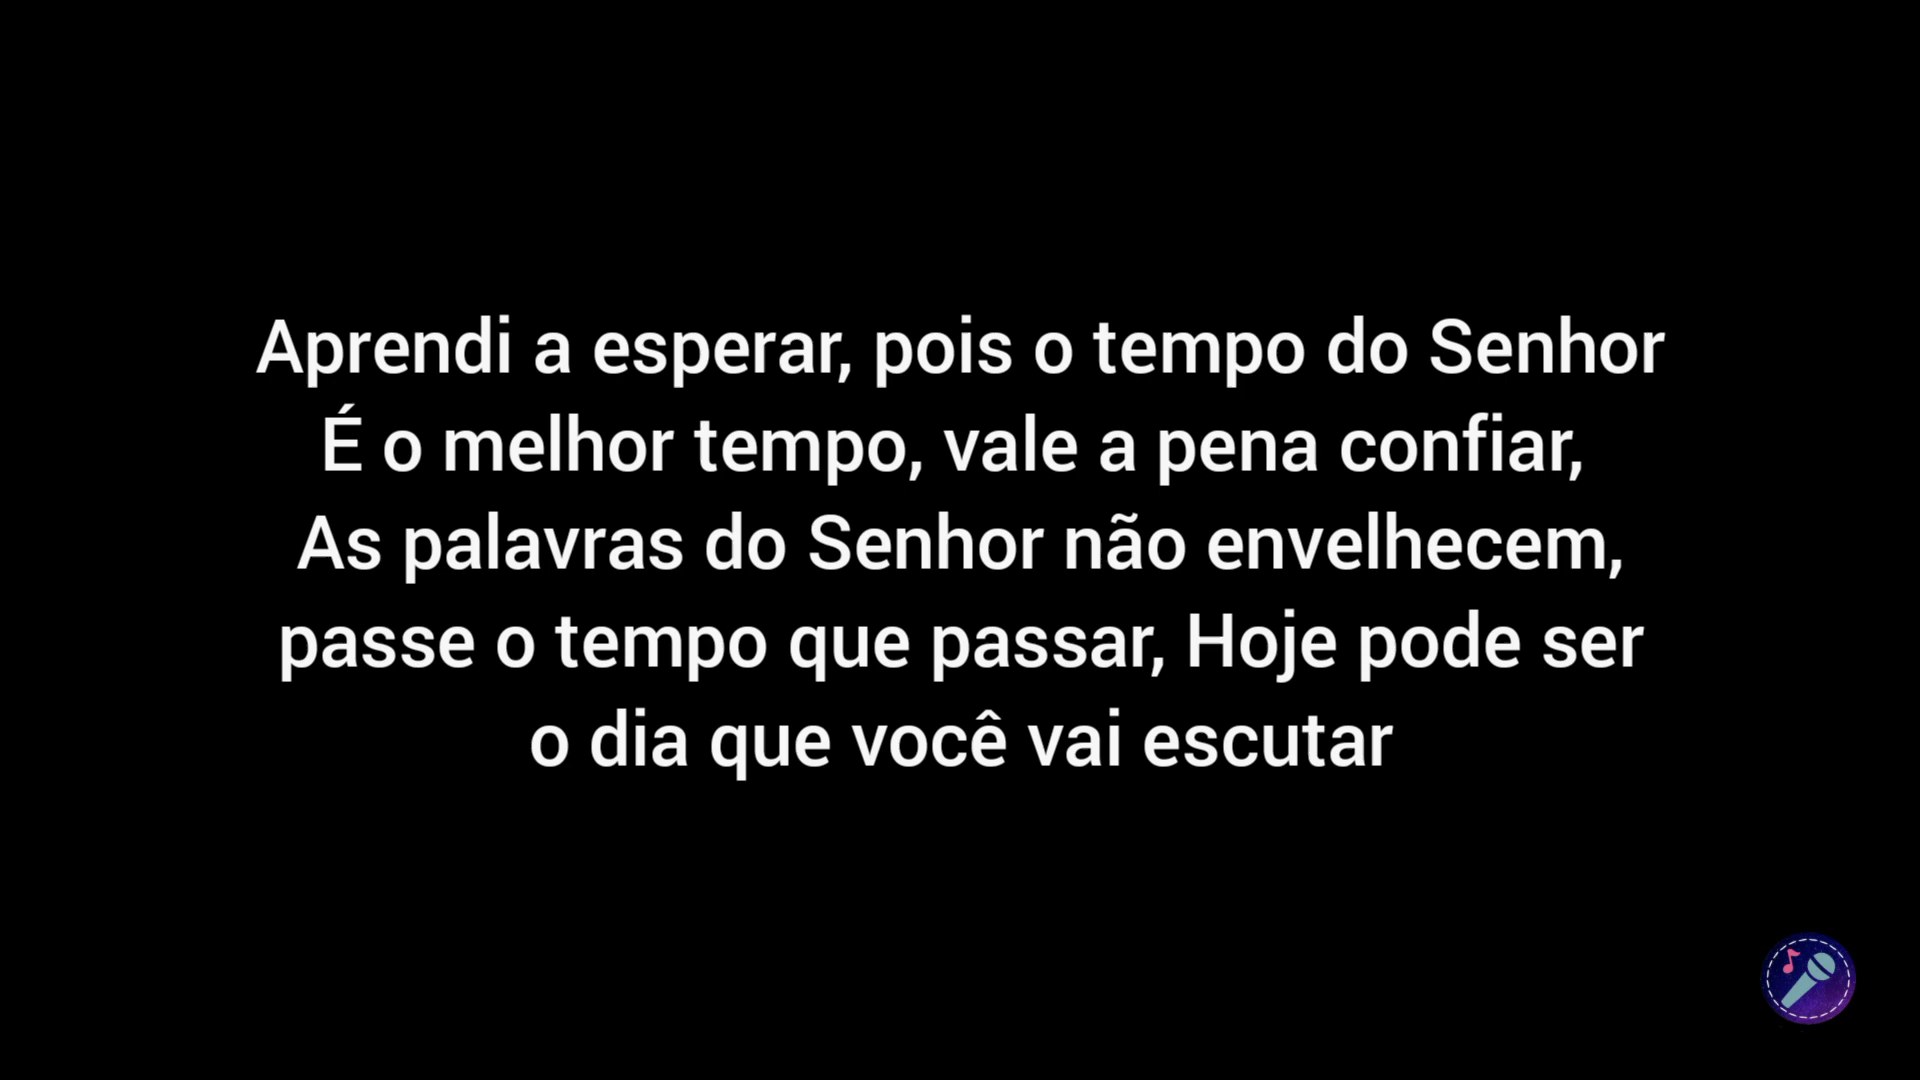 Aprendi a esperar, pois o tempo do Senhor
É o melhor tempo, vale a pena confiar,
As palavras do Senhor não envelhecem,
passe o tempo que passar, Hoje pode ser
o dia que você vai escutar